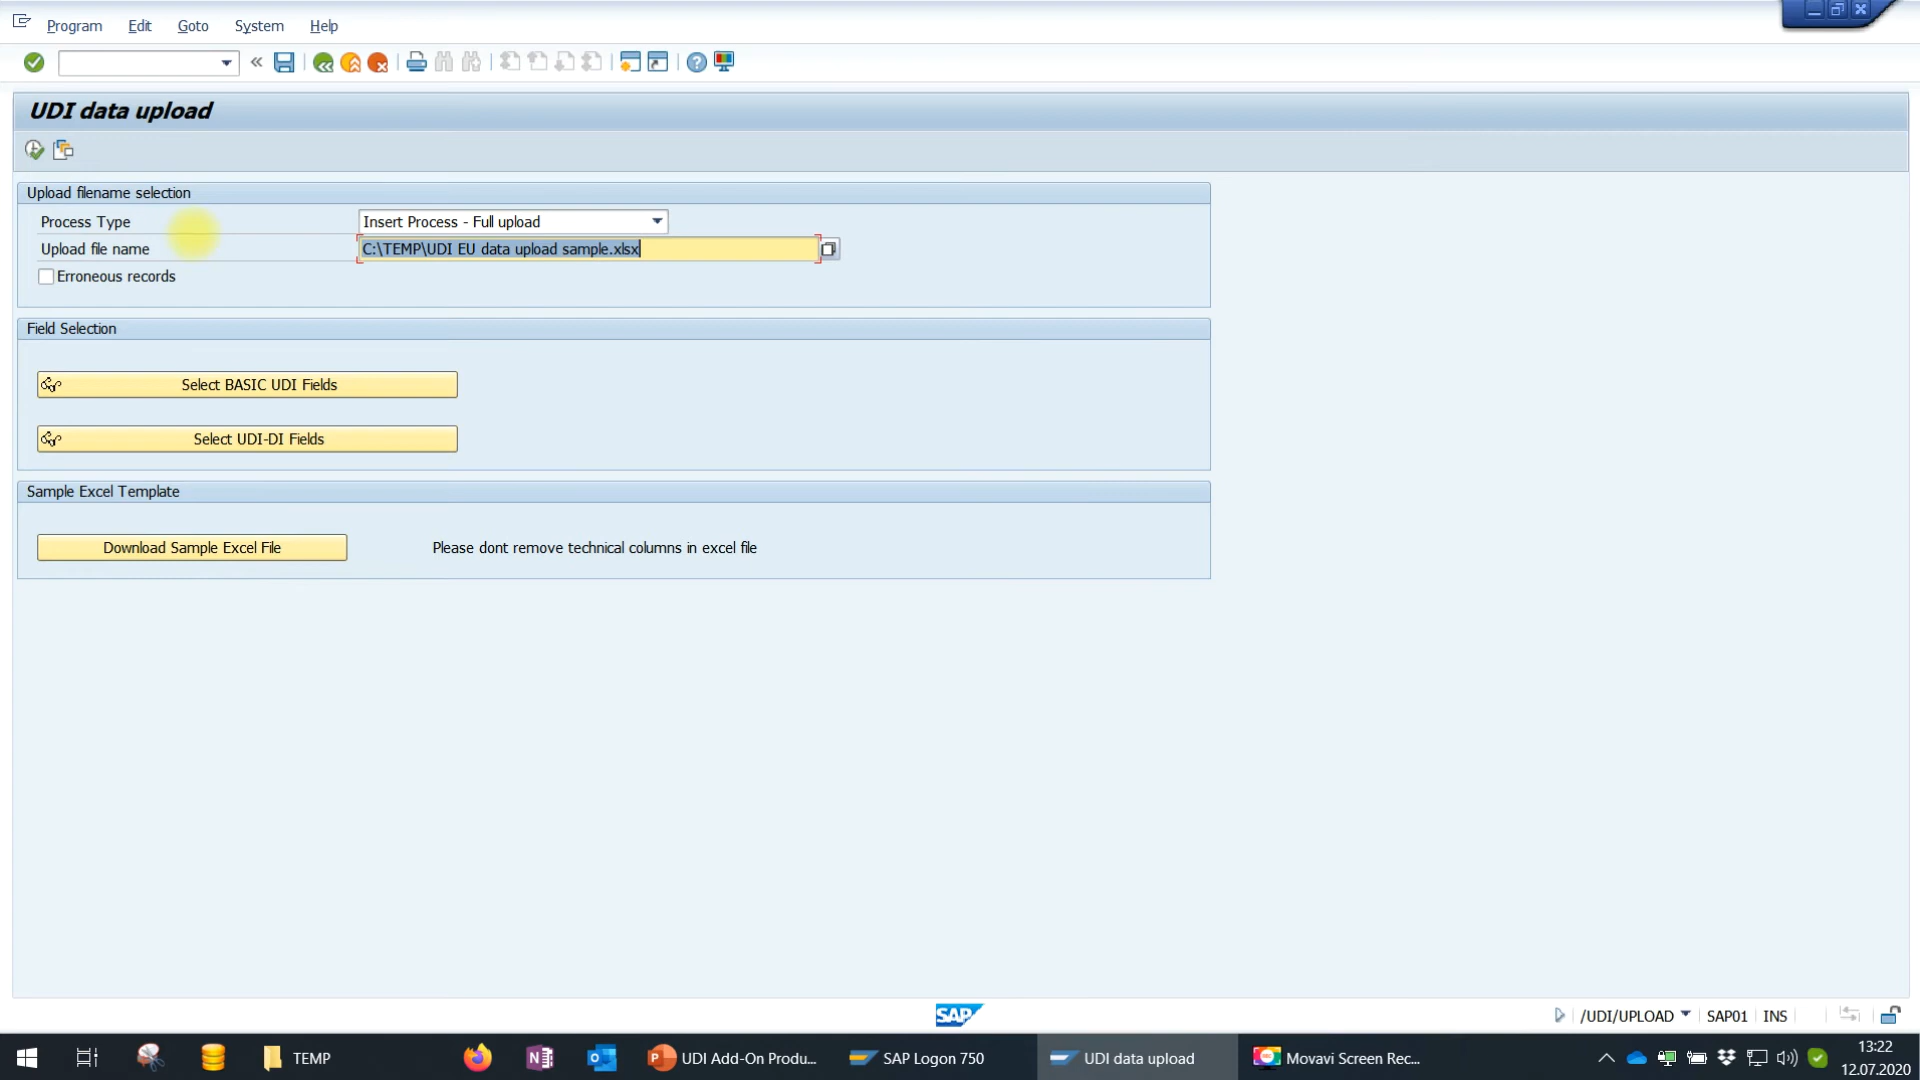 Program Edit Goto System Help
UDI data upload
Upload filename selection
Process Type Insert Process - Full upload
Upload file name C:\TEMP\UDI EU data upload sample.xlsx
Erroneous records
Field Selection
Select BASIC UDI Fields
Select UDI-DI Fields
Sample Excel Template
Download Sample Excel File Please dont remove technical columns in excel file
SAP /UDI/UPLOAD SAP01 INS
TEMP UDI Add-On Produ... SAP Logon 750 UDI data upload Movavi Screen Rec... 13:22
12.07.2020